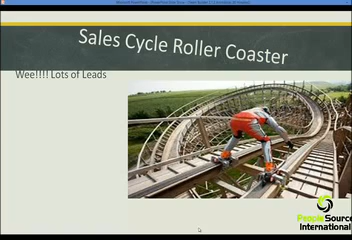 Sales Cycle Roller Coaster
Wee!!!! Lots of Leads
PeopleSource
International